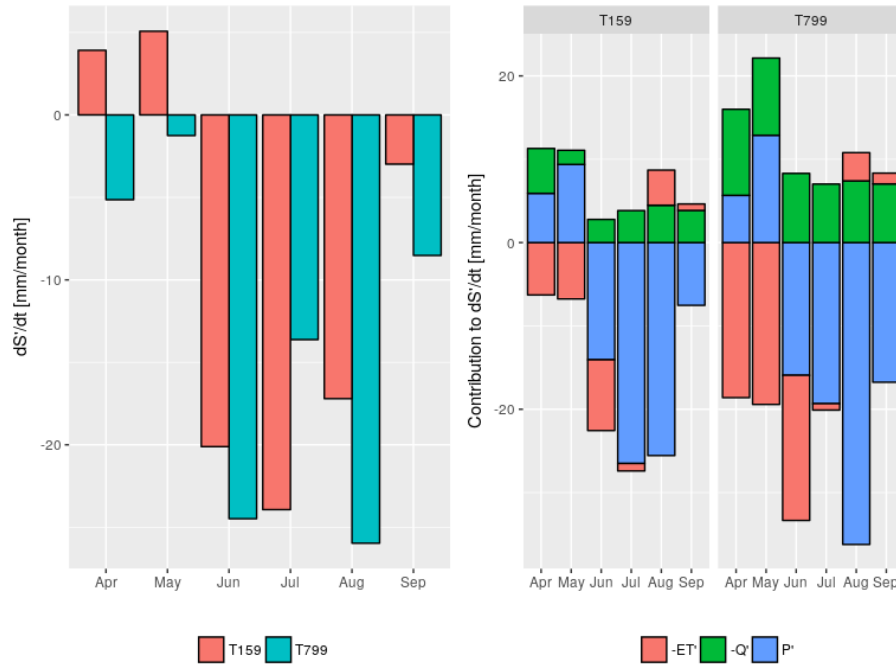 dS'/dt [mm/month]
0
-10
-20
Apr May Jun Jul Aug Sep
T159 T799
T159 T799
Contribution to dS'/dt [mm/month]
20
0
-20
Apr May Jun Jul Aug Sep Apr May Jun Jul Aug Sep
-ET' -Q' P'